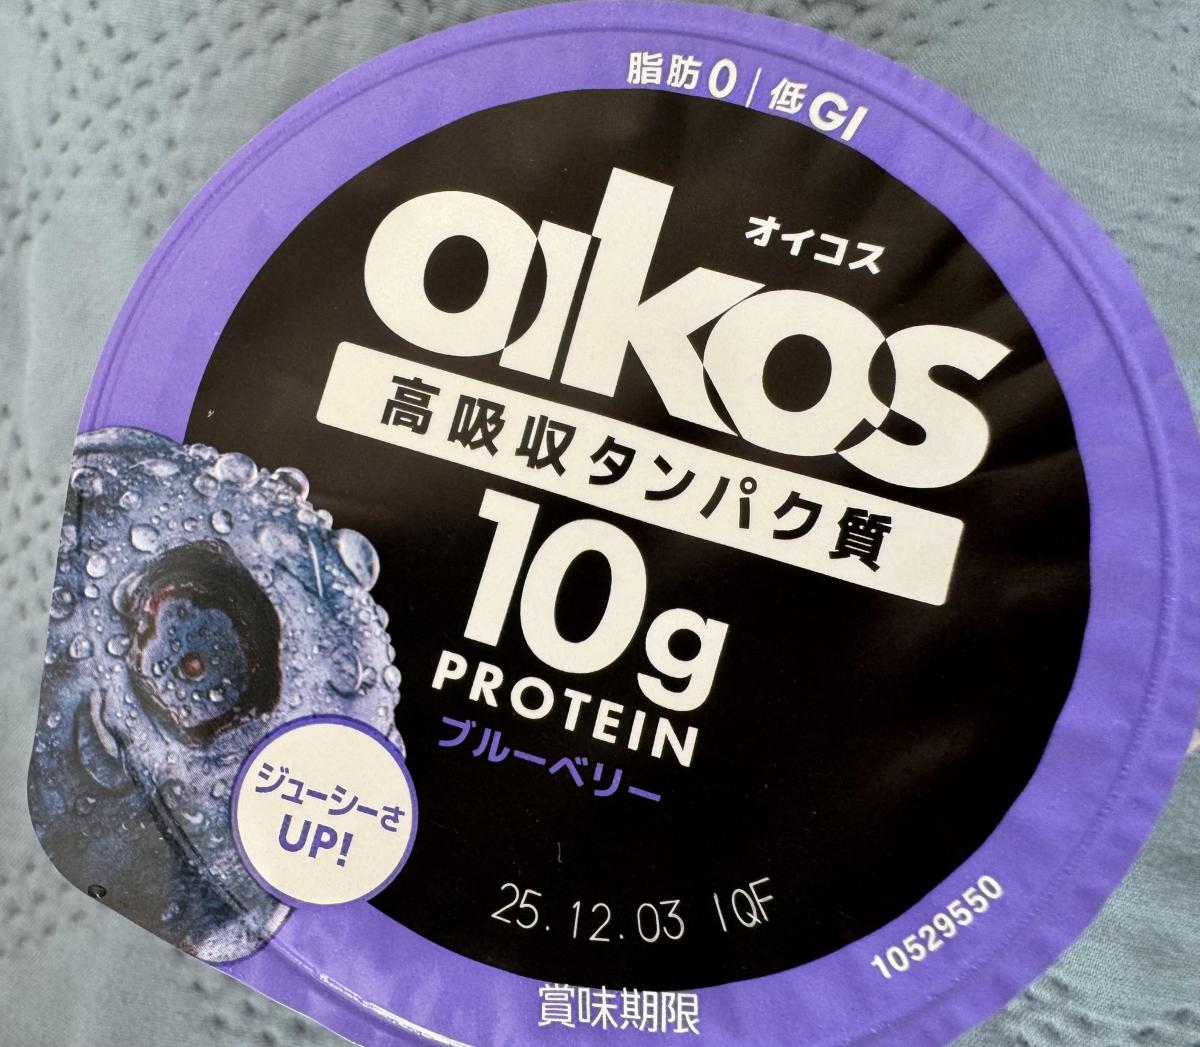 脂肪0|低GI
オイコス
oikos
高吸収タンパク質
10g
PROTEIN
ブルーベリー
ジューシーさ
UP!
25.12.03 IQF
10529550
賞味期限